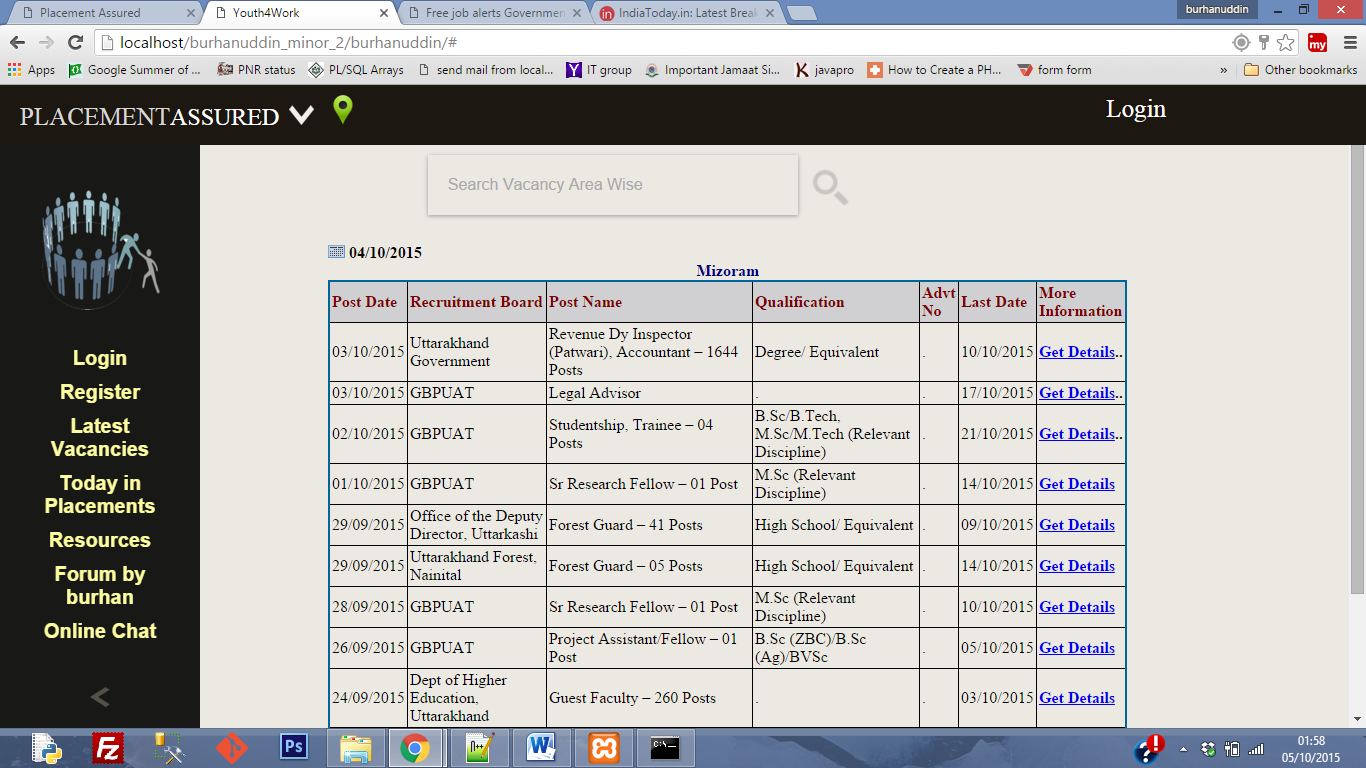 Placement Assured
Youth4Work
Free job alerts Governmen
IndiaToday.in: Latest Break
burhanuddin
localhost/burhanuddin_minor_2/burhanuddin/#
my
Apps
Google Summer of ...
PNR status
PL/SQL Arrays
send mail from local...
IT group
Important Jamaat Si...
javapro
How to Create a PH...
form form
»
Other bookmarks
PLACEMENTASSURED
Login
Login
Register
Latest
Vacancies
Today in
Placements
Resources
Forum by
burhan
Online Chat
Search Vacancy Area Wise
04/10/2015
Mizoram
Post Date Recruitment Board Post Name Qualification Advt No Last Date More Information
03/10/2015 Uttarakhand Government Revenue Dy Inspector (Patwari), Accountant – 1644 Posts Degree/ Equivalent . 10/10/2015 Get Details..
03/10/2015 GBPUAT Legal Advisor . . 17/10/2015 Get Details..
02/10/2015 GBPUAT Studentship, Trainee – 04 Posts B.Sc/B.Tech, M.Sc/M.Tech (Relevant Discipline) . 21/10/2015 Get Details..
01/10/2015 GBPUAT Sr Research Fellow – 01 Post M.Sc (Relevant Discipline) . 14/10/2015 Get Details
29/09/2015 Office of the Deputy Director, Uttarkashi Forest Guard – 41 Posts High School/ Equivalent . 09/10/2015 Get Details
29/09/2015 Uttarakhand Forest, Nainital Forest Guard – 05 Posts High School/ Equivalent . 14/10/2015 Get Details
28/09/2015 GBPUAT Sr Research Fellow – 01 Post M.Sc (Relevant Discipline) . 10/10/2015 Get Details
26/09/2015 GBPUAT Project Assistant/Fellow – 01 Post B.Sc (ZBC)/B.Sc (Ag)/BVSc . 05/10/2015 Get Details
24/09/2015 Dept of Higher Education, Uttarakhand Guest Faculty – 260 Posts . . 03/10/2015 Get Details
Fz
Ps
01:58
05/10/2015